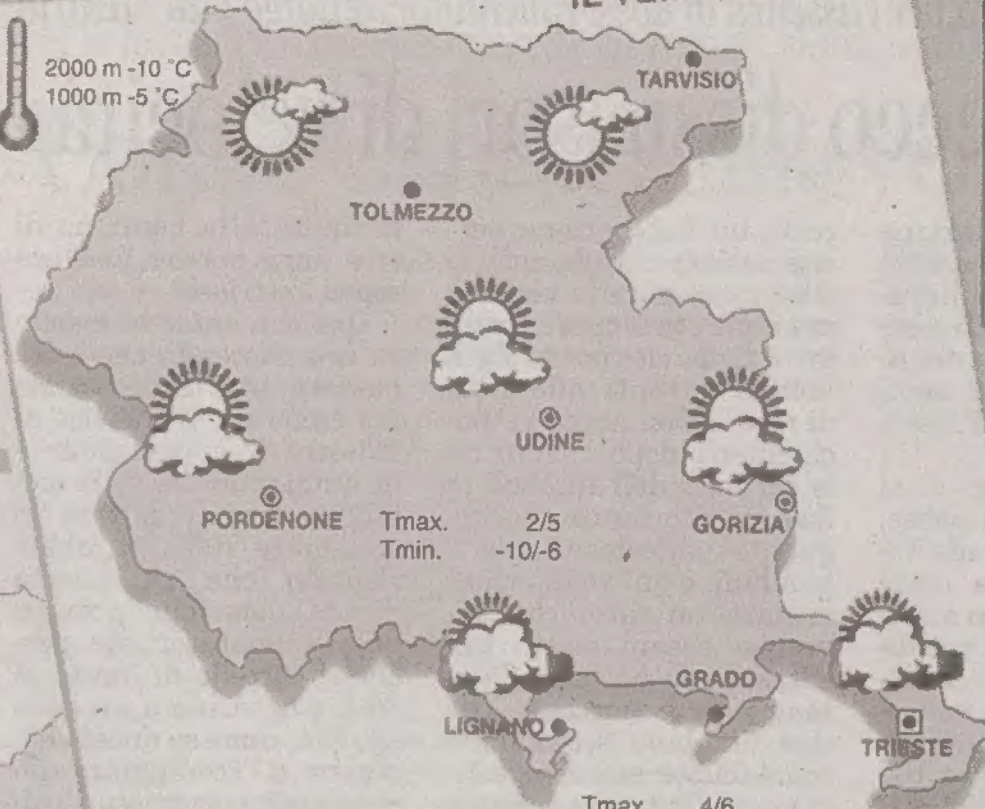 2000 m -10 °C
1000 m -5 °C
TARVISIO
TOLMEZZO
UDINE
PORDENONE
Tmax. 2/5
Tmin. -10/-6
GORIZIA
GRADO
LIGNANO
TRIESTE
Tmax. 4/6